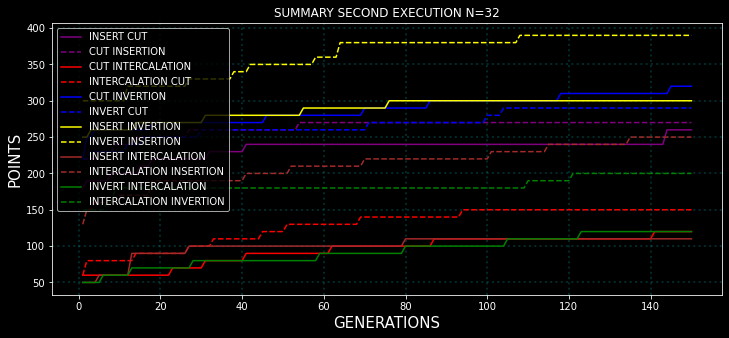 SUMMARY SECOND EXECUTION N=32
POINTS
400
350
300
250
200
150
100
50
INSERT CUT
CUT INSERTION
CUT INTERCALATION
INTERCALATION CUT
CUT INVERTION
INVERT CUT
INSERT INVERTION
INVERT INSERTION
INSERT INTERCALATION
INTERCALATION INSERTION
INVERT INTERCALATION
INTERCALATION INVERTION
0 20 40 60 80 100 120 140
GENERATIONS